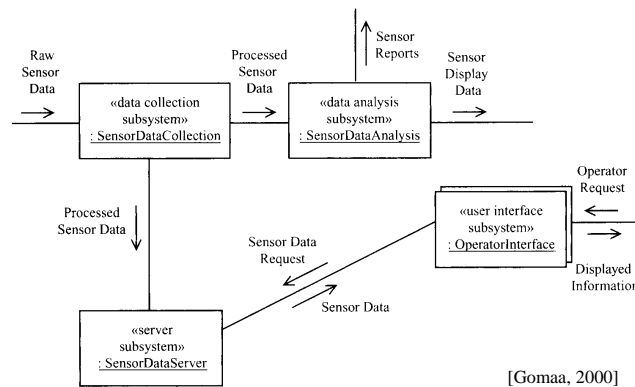 Raw
Sensor
Data
«data collection
subsystem»
: SensorDataCollection
Processed
Sensor
Data
«data analysis
subsystem»
: SensorDataAnalysis
Sensor
Reports
Sensor
Display
Data
Processed
Sensor Data
Sensor Data
Request
Sensor Data
«user interface
subsystem»
: OperatorInterface
Operator
Request
Displayed
Information
«server
subsystem»
: SensorDataServer
[Gomaa, 2000]